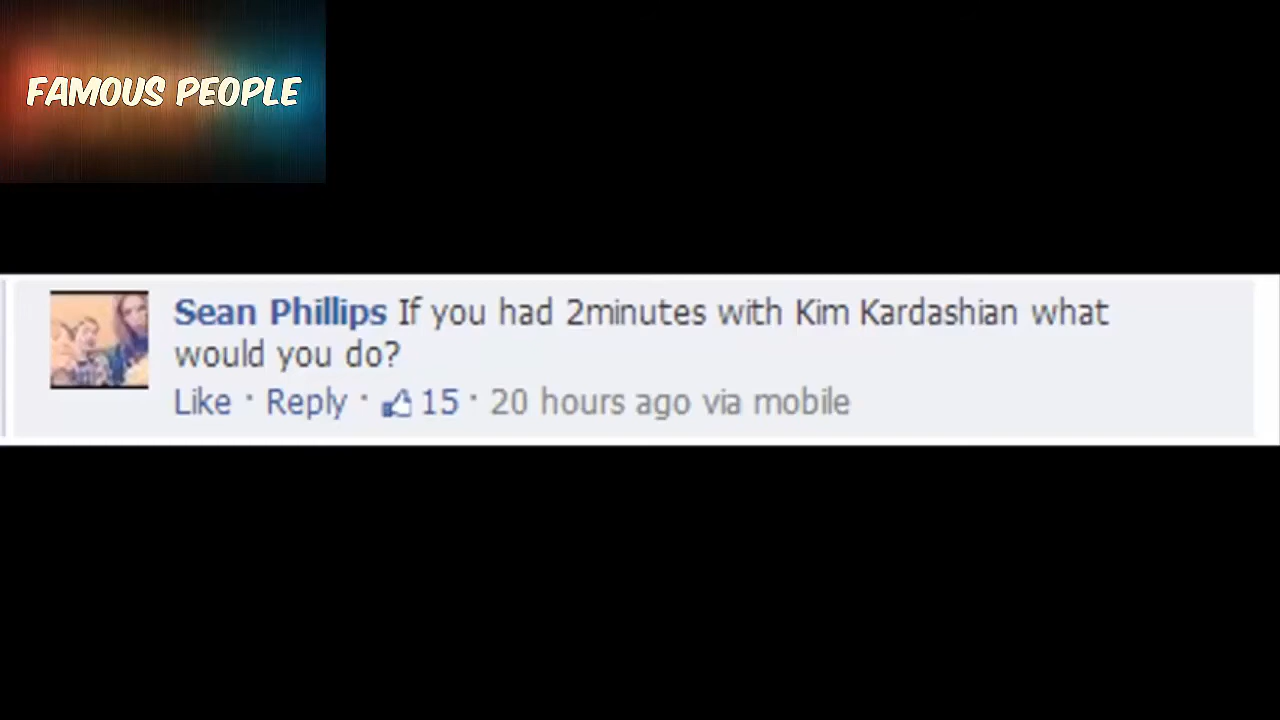 FAMOUS PEOPLE
Sean Phillips If you had 2minutes with Kim Kardashian what
would you do?
Like · Reply · 15 · 20 hours ago via mobile